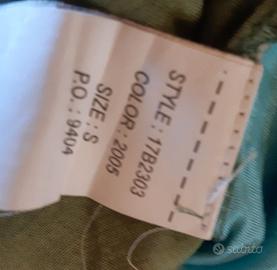 STYLE : 17B2303
COLOR : 2005
SIZE : S
P.O. : 9404
subito